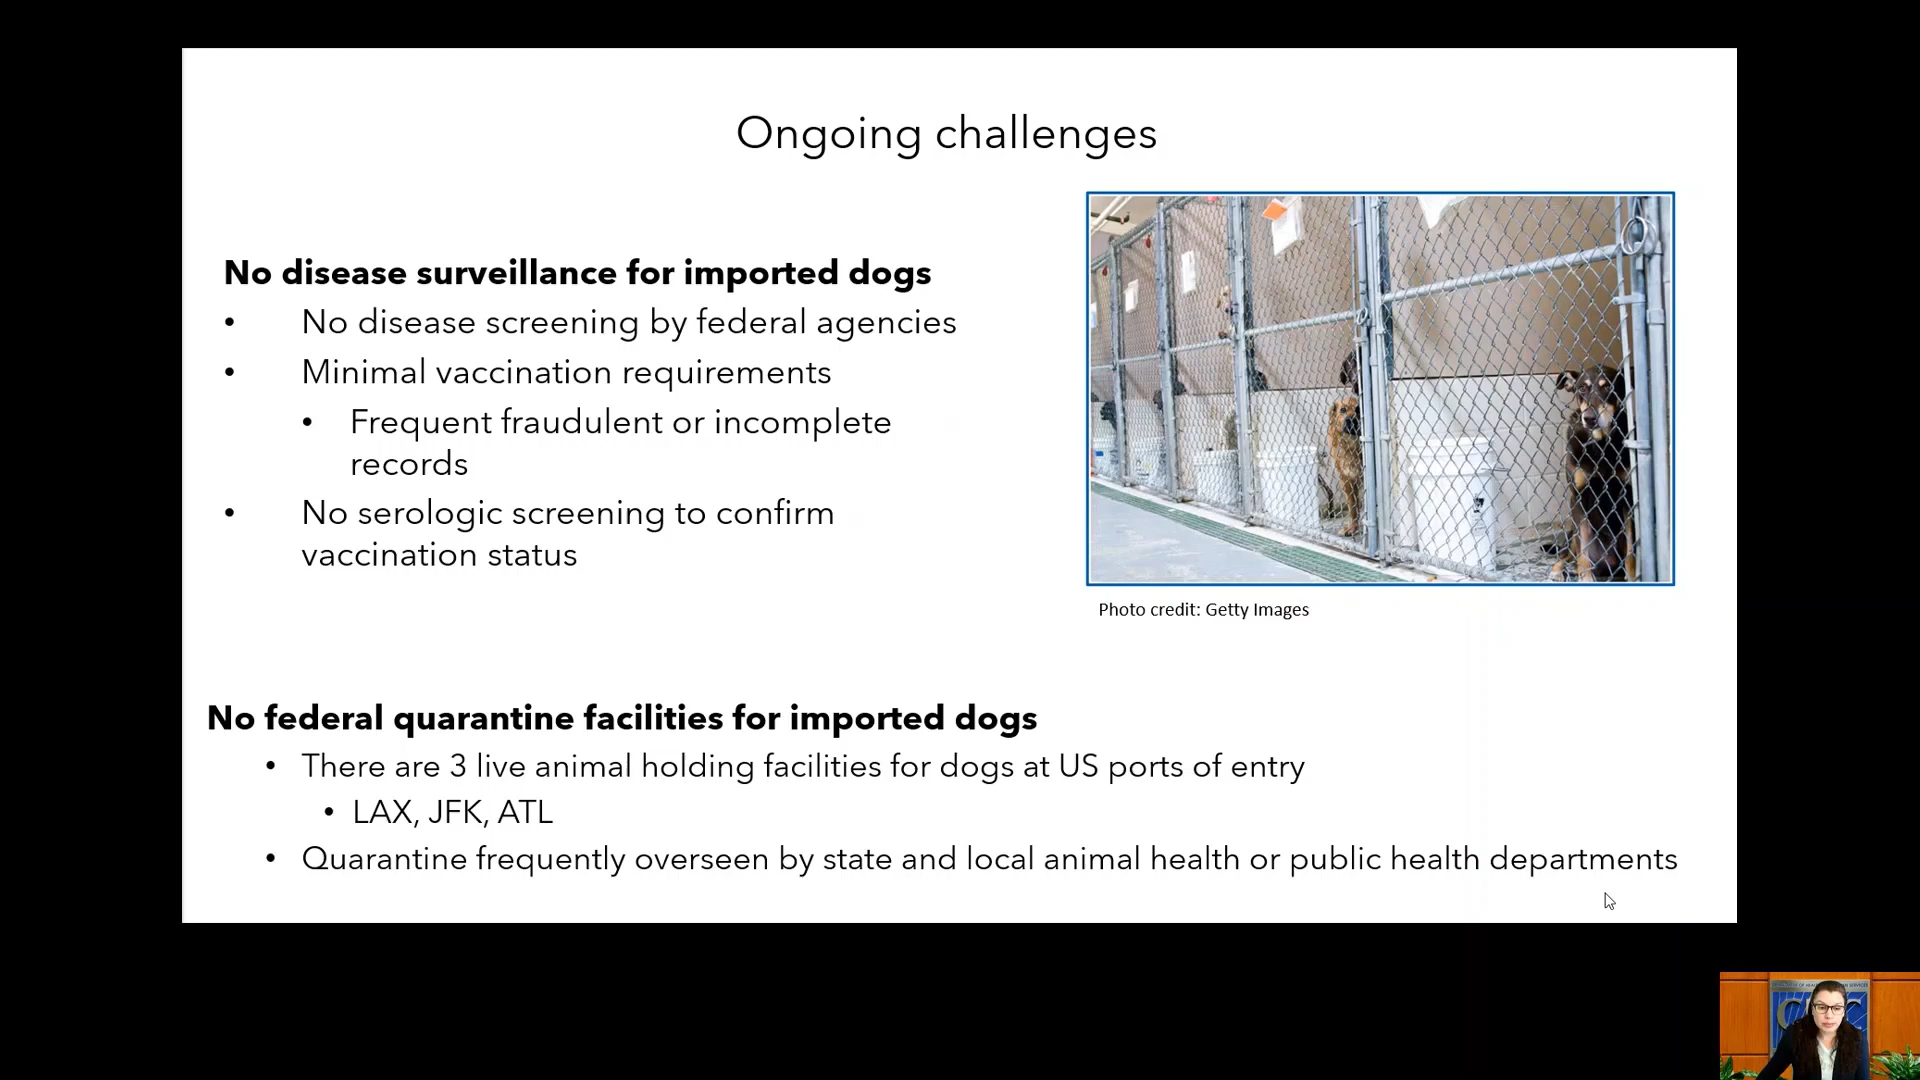 Ongoing challenges
No disease surveillance for imported dogs
• No disease screening by federal agencies
• Minimal vaccination requirements
• Frequent fraudulent or incomplete
records
• No serologic screening to confirm
vaccination status
Photo credit: Getty Images
No federal quarantine facilities for imported dogs
• There are 3 live animal holding facilities for dogs at US ports of entry
• LAX, JFK, ATL
• Quarantine frequently overseen by state and local animal health or public health departments